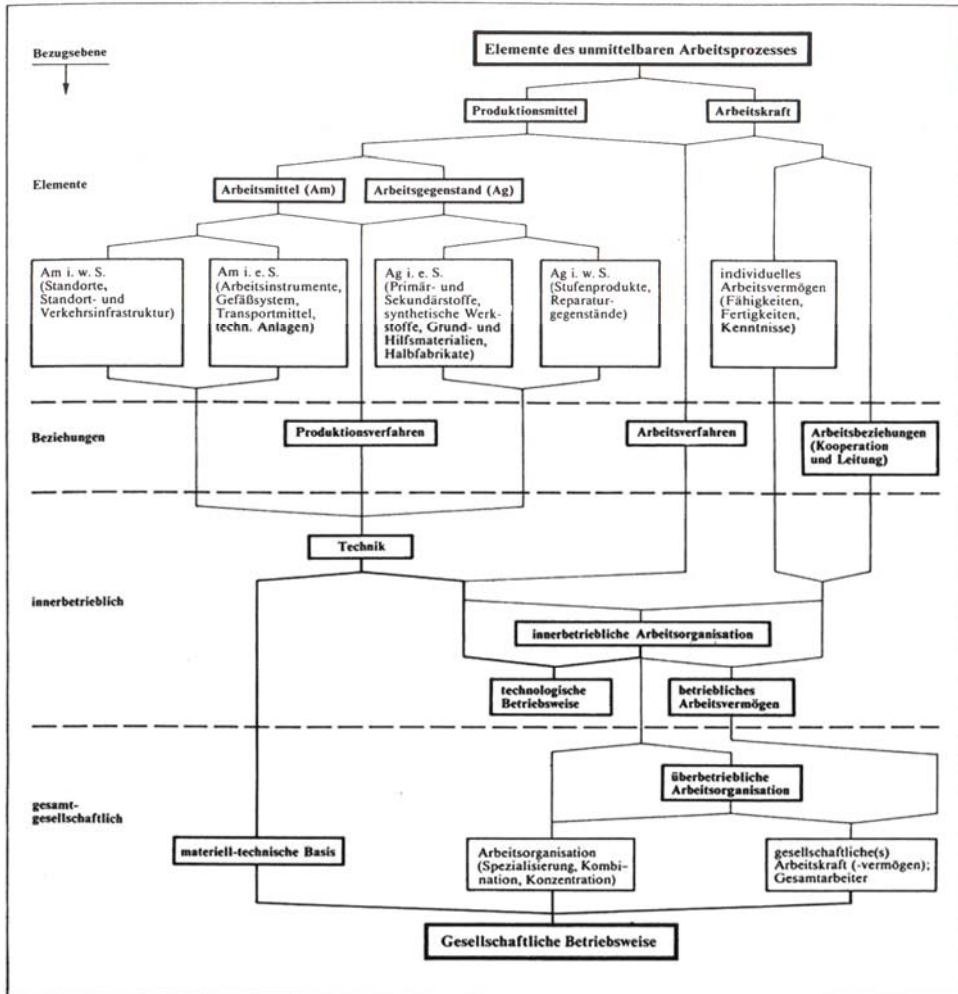 Bezugsebene
Elemente des unmittelbaren Arbeitsprozesses
Produktionsmittel
Arbeitskraft
Elemente
Arbeitsmittel (Am)
Arbeitsgegenstand (Ag)
Am i. w. S.
(Standorte,
Standort- und
Verkehrsinfrastruktur)
Am i. e. S.
(Arbeitsinstrumente,
Gefäßsystem,
Transportmittel,
techn. Anlagen)
Ag i. e. S.
(Primär- und
Sekundärstoffe,
synthetische Werk-
stoffe, Grund- und
Hilfsmaterialien,
Halbfabrikate)
Ag i. w. S.
(Stufenprodukte,
Reparatur-
gegenstände)
individuelles
Arbeitsvermögen
(Fähigkeiten,
Fertigkeiten,
Kenntnisse)
Beziehungen
Produktionsverfahren
Arbeitsverfahren
Arbeitsbeziehungen
(Kooperation
und Leitung)
Technik
innerbetrieblich
innerbetriebliche Arbeitsorganisation
technologische
Betriebsweise
betriebliches
Arbeitsvermögen
überbetriebliche
Arbeitsorganisation
gesamt-
gesellschaftlich
materiell-technische Basis
Arbeitsorganisation
(Spezialisierung, Kombi-
nation, Konzentration)
gesellschaftliche(s)
Arbeitskraft (-vermögen);
Gesamtarbeiter
Gesellschaftliche Betriebsweise